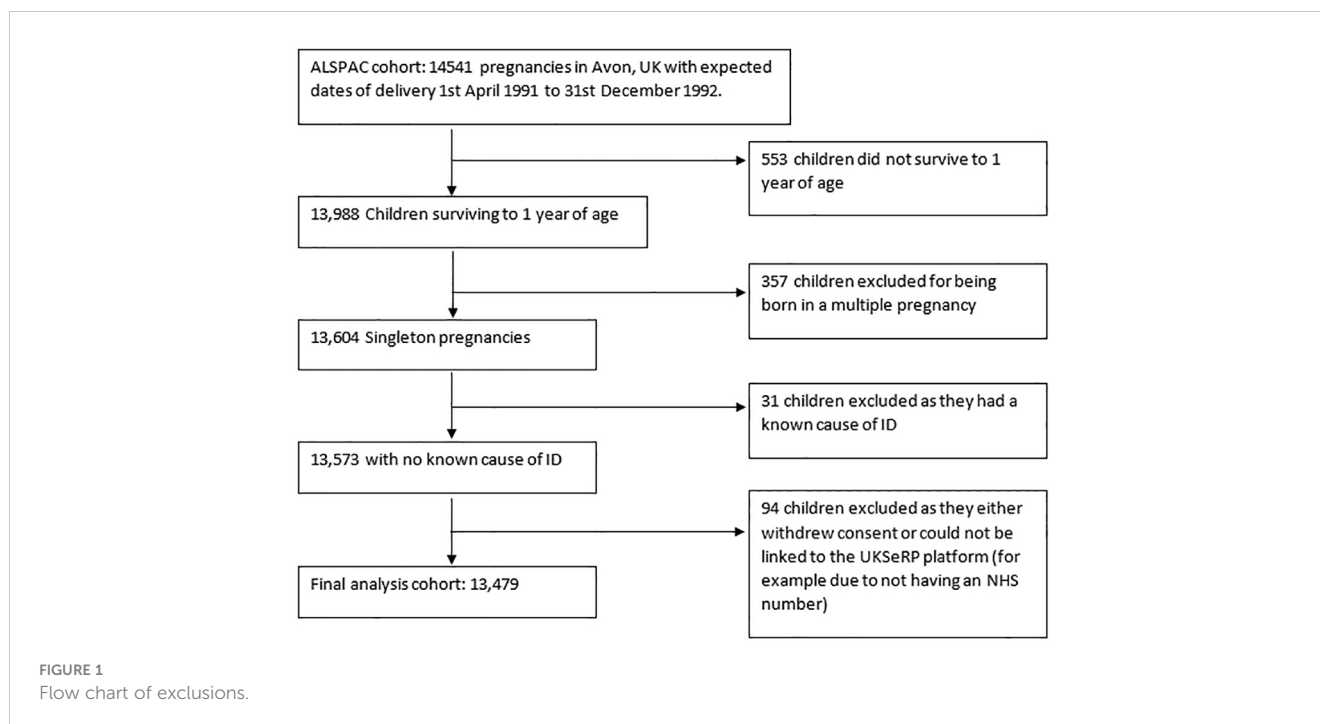 ALSPAC cohort: 14541 pregnancies in Avon, UK with expected
dates of delivery 1st April 1991 to 31st December 1992.
553 children did not survive to 1
year of age
13,988 Children surviving to 1 year of age
357 children excluded for being
born in a multiple pregnancy
13,604 Singleton pregnancies
31 children excluded as they had a
known cause of ID
13,573 with no known cause of ID
94 children excluded as they either
withdrew consent or could not be
linked to the UKSeRP platform (for
example due to not having an NHS
number)
Final analysis cohort: 13,479
FIGURE 1
Flow chart of exclusions.